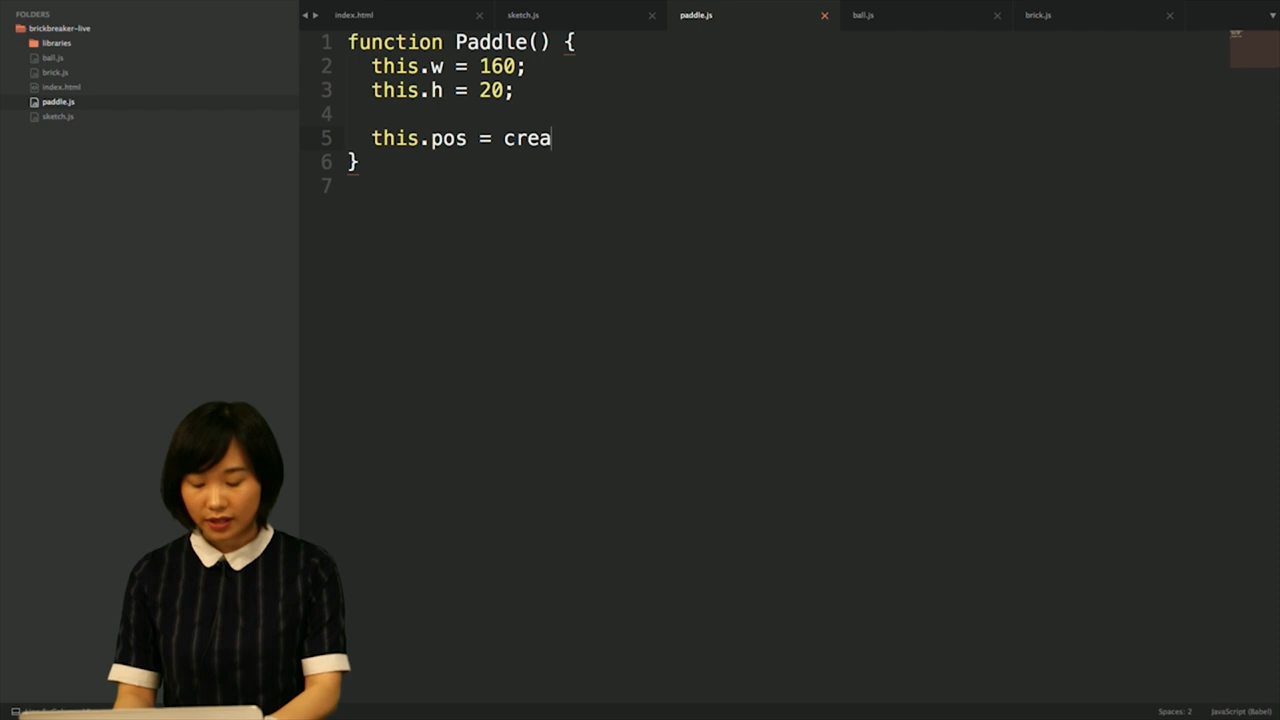 FOLDERS
brickbreaker-live
libraries
ball.js
brick.js
index.html
paddle.js
sketch.js
index.html
sketch.js
paddle.js
ball.js
brick.js
1 function Paddle() {
2 this.w = 160;
3 this.h = 20;
4
5 this.pos = crea
6 }
7
Spaces: 2
JavaScript (Babel)